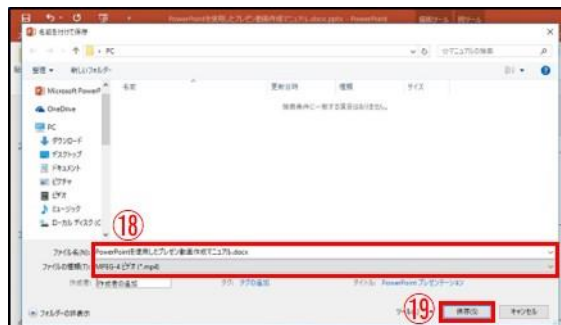 PowerPointを使用したプレゼン動画作成マニュアル.docx.pptx - PowerPoint
名前を付けて保存
PC
整理 新しいフォルダー
Microsoft PowerP
名前 更新日時 種類 サイズ
OneDrive
検索条件に一致する項目はありません。
PC
ダウンロード
デスクトップ
ドキュメント
ピクチャ
ビデオ
ミュージック
ローカル ディスク (C
⑱
ファイル名(N): PowerPointを使用したプレゼン動画作成マニュアル.docx
ファイルの種類(T): MPEG-4 ビデオ (*.mp4)
作成者: 作成者の追加 タグ: タグの追加 タイトル: PowerPoint プレゼンテーション
⑲
フォルダーの非表示 保存(S) キャンセル